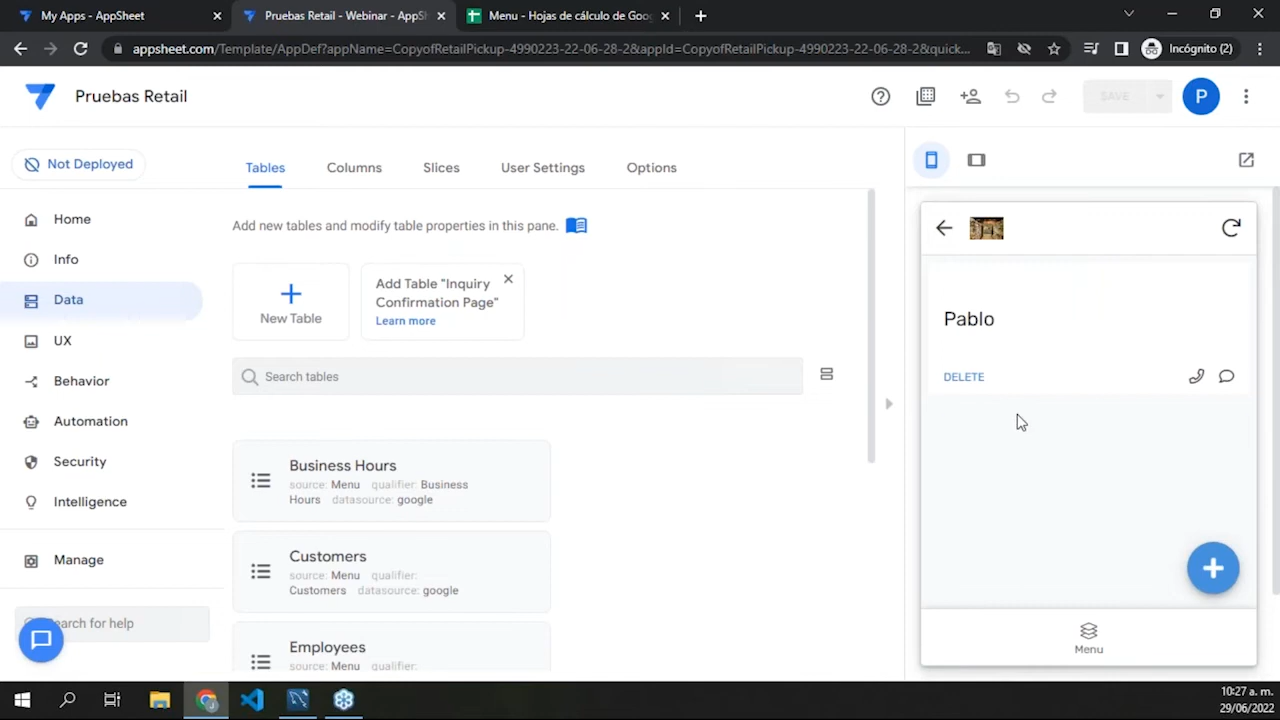 My Apps - AppSheet
Pruebas Retail - Webinar - AppSh
Menu - Hojas de cálculo de Goo
appsheet.com/Template/AppDef?appName=CopyofRetailPickup-4990223-22-06-28-2&appId=CopyofRetailPickup-4990223-22-06-28-2&quick...
Incógnito (2)
Pruebas Retail
SAVE
P
Not Deployed
Home
Info
Data
UX
Behavior
Automation
Security
Intelligence
Manage
earch for help
Tables
Columns
Slices
User Settings
Options
Add new tables and modify table properties in this pane.
New Table
Add Table "Inquiry
Confirmation Page"
Learn more
Search tables
Business Hours
source: Menu qualifier: Business
Hours datasource: google
Customers
source: Menu qualifier:
Customers datasource: google
Employees
source: Menu qualifier:
Pablo
DELETE
Menu
10:27 a. m.
29/06/2022